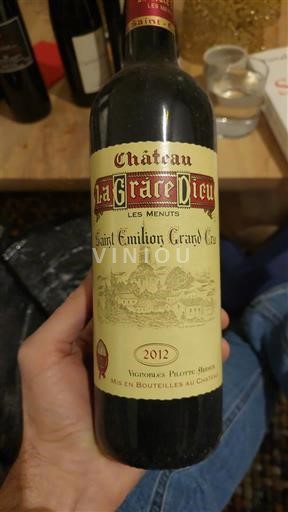 Château
La Grâce Dieu
LES MENUTS
Saint Emilion Grand Cru
VINIOU
2012
VIGNOBLES PILOTTE
MIS EN BOUTEILLES AU CHÂTEAU